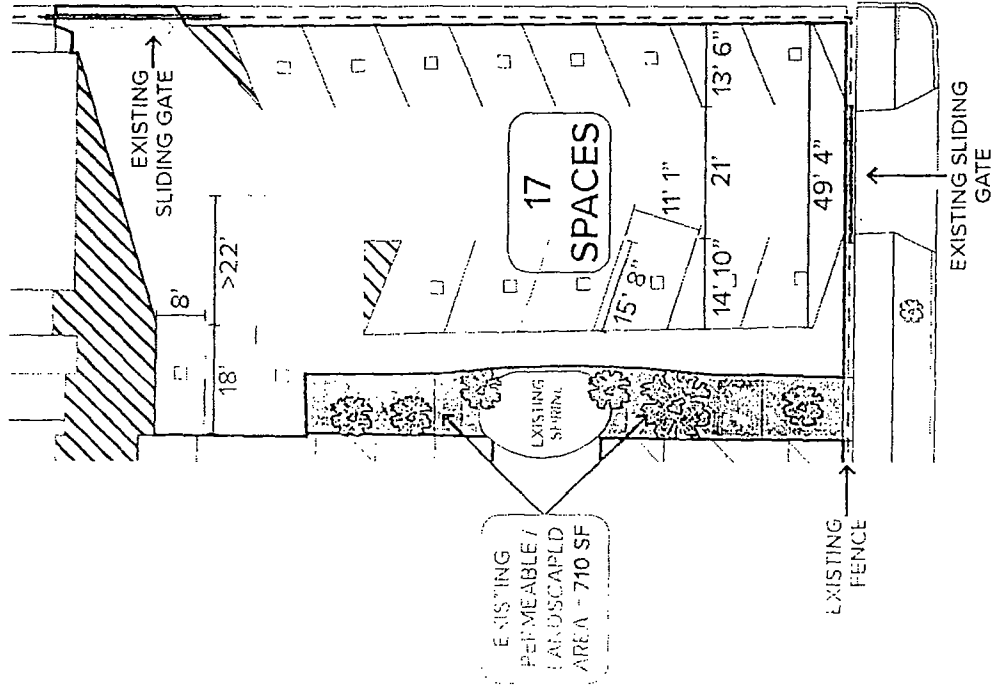 EXISTING
SLIDING GATE
8'
>22'
18'
17
SPACES
13' 6"
21'
11' 1"
15' 8"
14' 10"
49' 4"
EXISTING
EXISTING
PERMEABLE /
LANDSCAPED
AREA - 710 SF
EXISTING
FENCE
EXISTING SLIDING
GATE